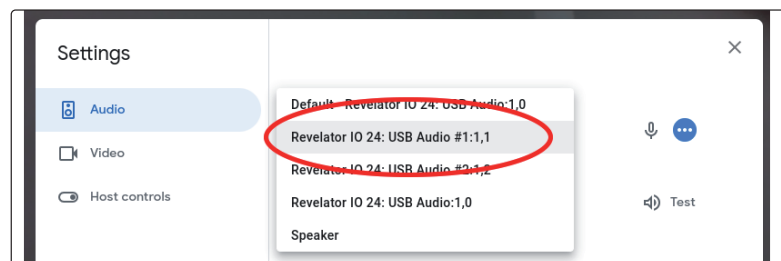 Settings
Audio
Video
Host controls
Default - Revelator IO 24: USB Audio:1,0
Revelator IO 24: USB Audio #1:1,1
Revelator IO 24: USB Audio #2:1,2
Revelator IO 24: USB Audio:1,0
Speaker
Test